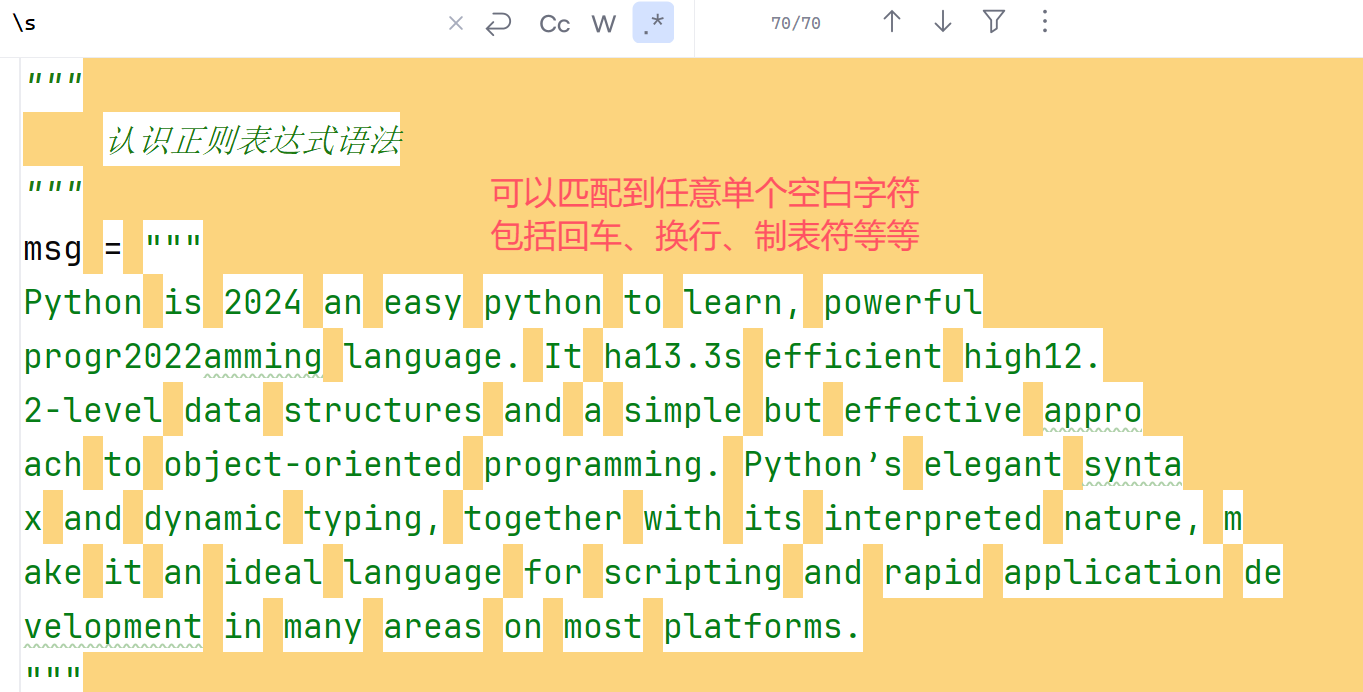 \s
Cc W .* 70/70
"""
认识正则表达式语法
"""
可以匹配到任意单个空白字符
包括回车、换行、制表符等等
msg = """
Python is 2024 an easy python to learn, powerful
progr2022amming language. It ha13.3s efficient high12.
2-level data structures and a simple but effective appro
ach to object-oriented programming. Python’s elegant synta
x and dynamic typing, together with its interpreted nature, m
ake it an ideal language for scripting and rapid application de
velopment in many areas on most platforms.
"""